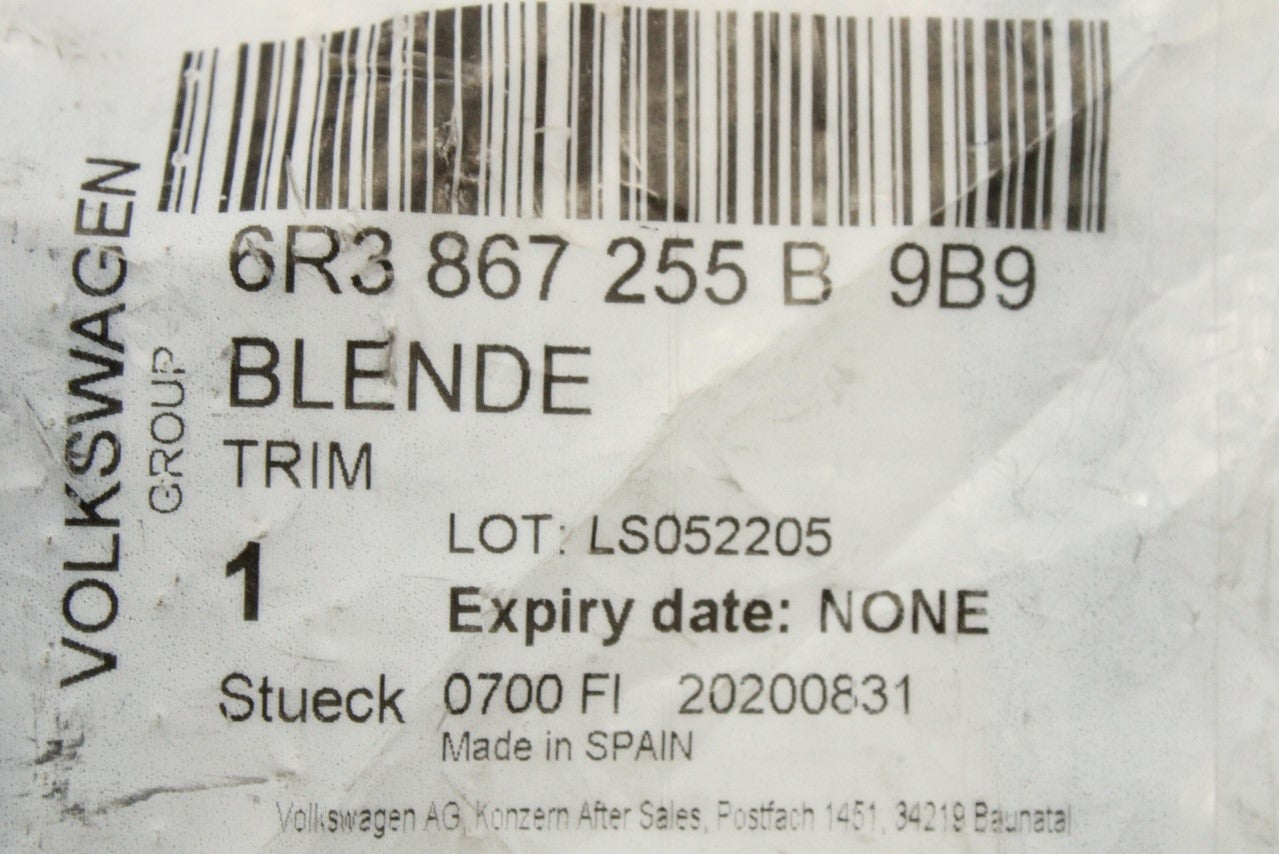 VOLKSWAGEN
GROUP
6R3 867 255 B 9B9
BLENDE
TRIM
1
LOT: LS052205
Expiry date: NONE
Stueck 0700 FI 20200831
Made in SPAIN
Volkswagen AG, Konzern After Sales, Postfach 1451, 34219 Baunatal